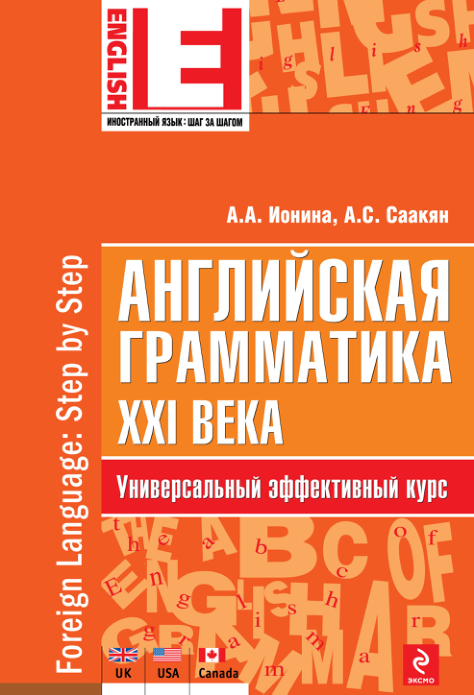 ENGLISH
E
ИНОСТРАННЫЙ ЯЗЫК: ШАГ ЗА ШАГОМ
А.А. Ионина, А.С. Саакян
АНГЛИЙСКАЯ
ГРАММАТИКА
XXI ВЕКА
Универсальный эффективный курс
Foreign Language: Step by Step
UK
USA
Canada
ЭКСМО